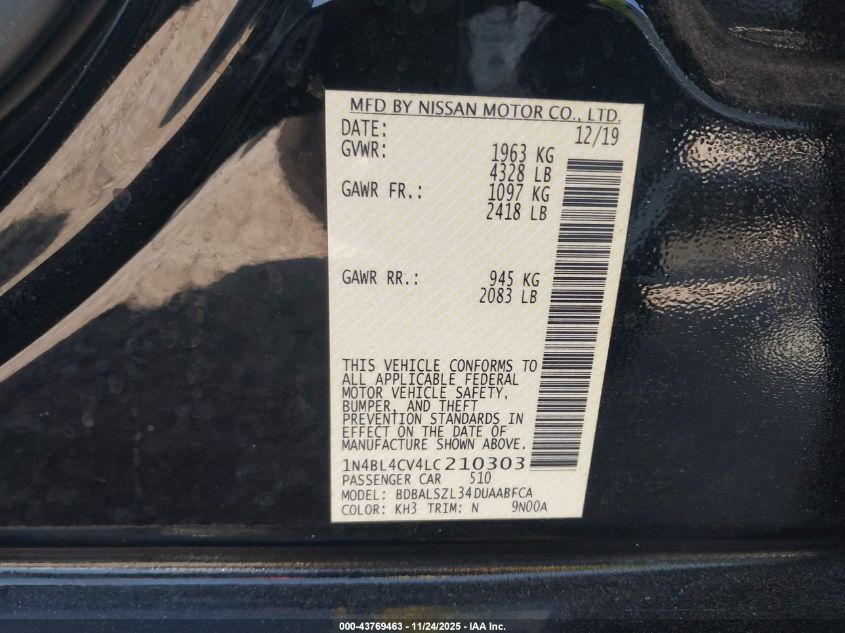 MFD BY NISSAN MOTOR CO., LTD.
DATE: 12/19
GVWR: 1963 KG
4328 LB
GAWR FR.: 1097 KG
2418 LB
GAWR RR.: 945 KG
2083 LB
THIS VEHICLE CONFORMS TO
ALL APPLICABLE FEDERAL
MOTOR VEHICLE SAFETY,
BUMPER, AND THEFT
PREVENTION STANDARDS IN
EFFECT ON THE DATE OF
MANUFACTURE SHOWN ABOVE.
1N4BL4CV4LC210303
PASSENGER CAR 510
MODEL: BDBALSZL34DUAABFCA
COLOR: KH3 TRIM: N 9N00A
000-43769463 - 11/24/2025 - IAA Inc.